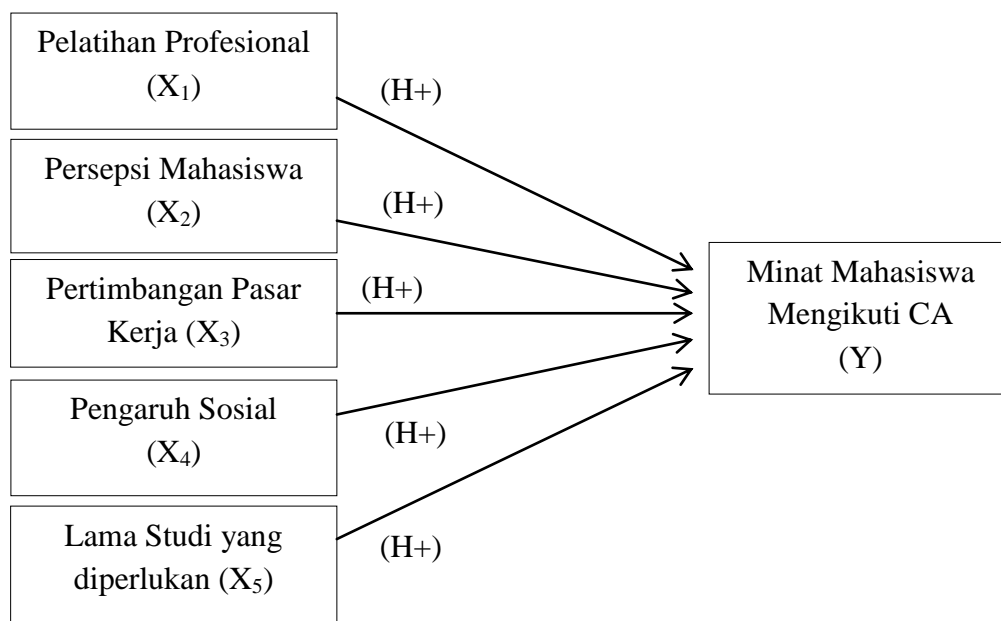 Pelatihan Profesional
(X₁)
(H+)
Persepsi Mahasiswa
(X₂)
(H+)
Pertimbangan Pasar
Kerja (X₃)
(H+)
Pengaruh Sosial
(X₄)
(H+)
Lama Studi yang
diperlukan (X₅)
(H+)
Minat Mahasiswa
Mengikuti CA
(Y)